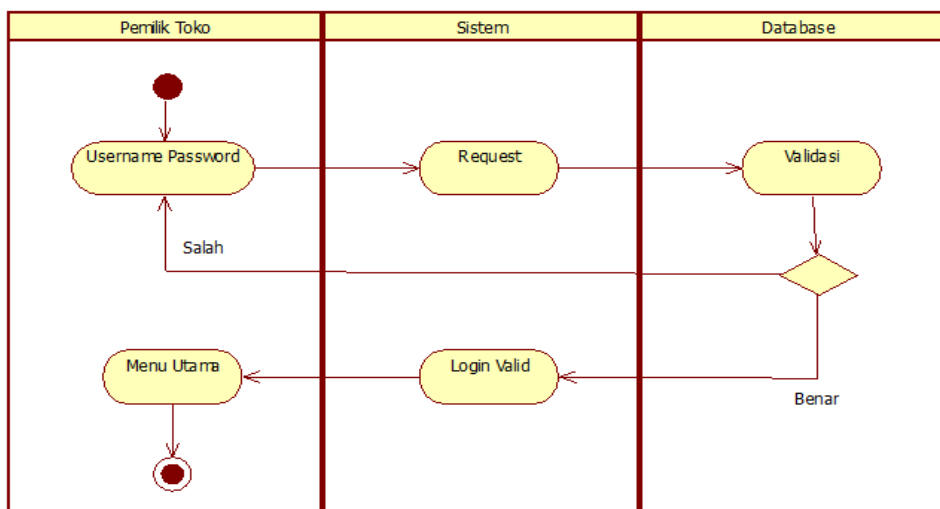 Pemilik Toko
Sistem
Database
Username Password
Request
Validasi
Salah
Menu Utama
Login Valid
Benar